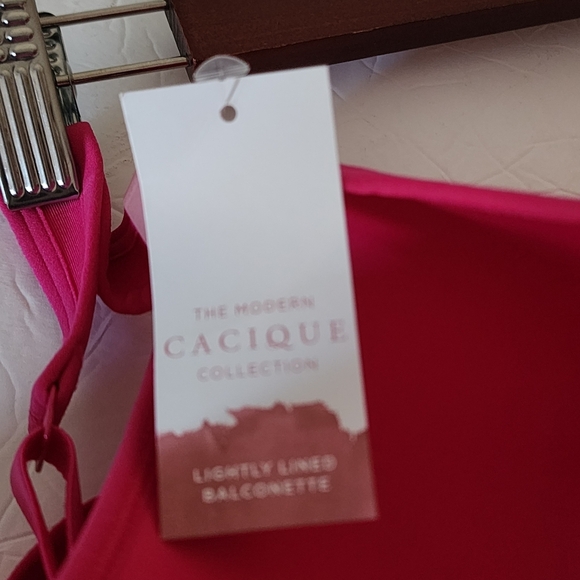 THE MODERN
CACIQUE
COLLECTION
LIGHTLY LINED
BALCONETTE